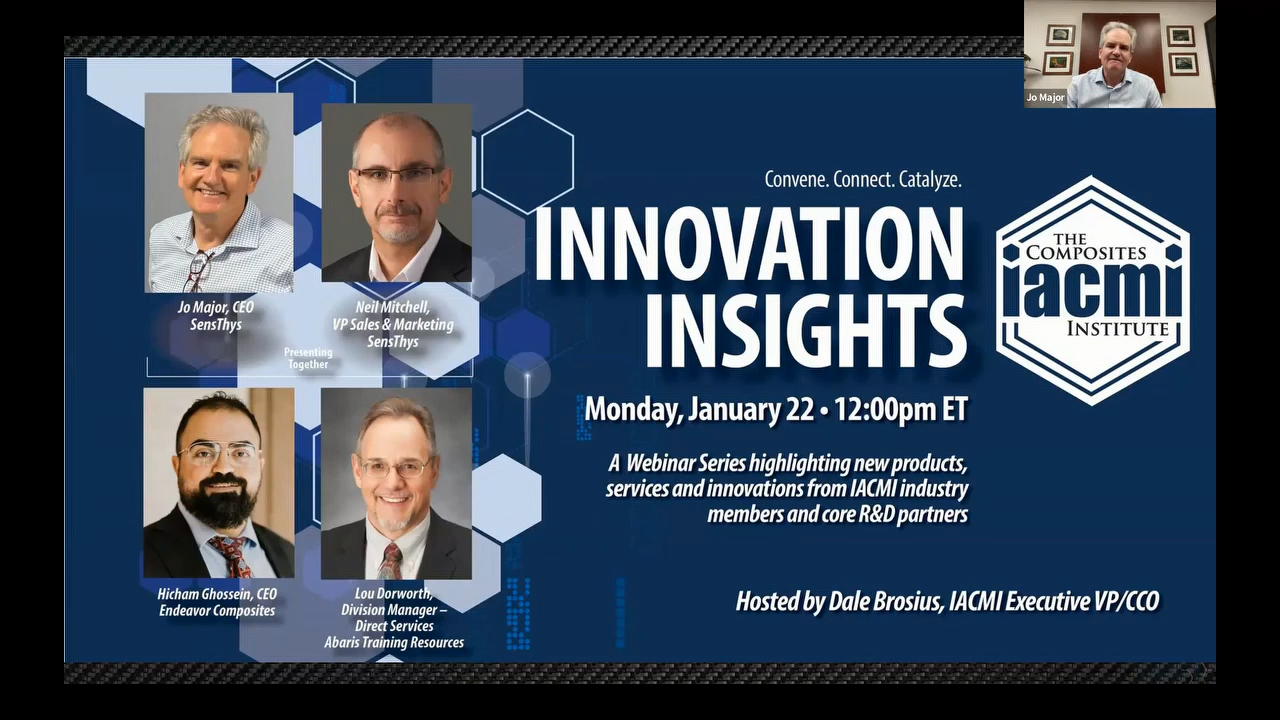 Jo Major
Jo Major, CEO
SensThys
Neil Mitchell,
VP Sales & Marketing
SensThys
Presenting
Together
Hicham Ghossein, CEO
Endeavor Composites
Lou Dorworth,
Division Manager –
Direct Services
Abaris Training Resources
Convene. Connect. Catalyze.
INNOVATION
INSIGHTS
Monday, January 22 • 12:00pm ET
A Webinar Series highlighting new products,
services and innovations from IACMI industry
members and core R&D partners
Hosted by Dale Brosius, IACMI Executive VP/CCO
THE
COMPOSITES
iacmi
INSTITUTE